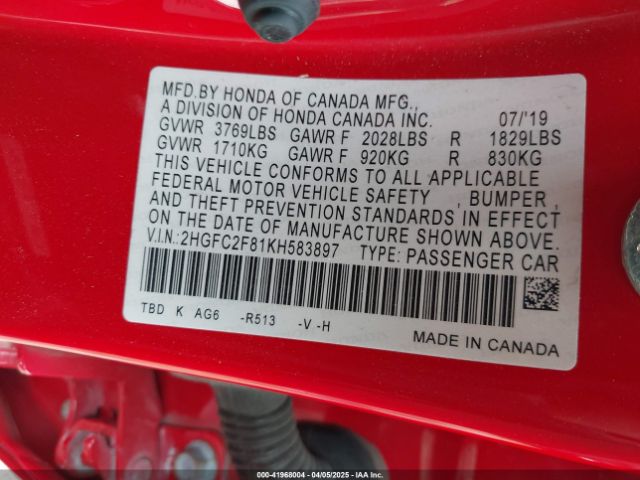 MFD.BY HONDA OF CANADA MFG.,
A DIVISION OF HONDA CANADA INC. 07/'19
GVWR 3769LBS GAWR F 2028LBS R 1829LBS
GVWR 1710KG GAWR F 920KG R 830KG
THIS VEHICLE CONFORMS TO ALL APPLICABLE
FEDERAL MOTOR VEHICLE SAFETY , BUMPER ,
AND THEFT PREVENTION STANDARDS IN EFFECT
ON THE DATE OF MANUFACTURE SHOWN ABOVE.
V.I.N.:2HGFC2F81KH583897 TYPE: PASSENGER CAR
TBD K AG6 -R513 -V -H
MADE IN CANADA
000-41968004 - 04/05/2025 - IAA Inc.